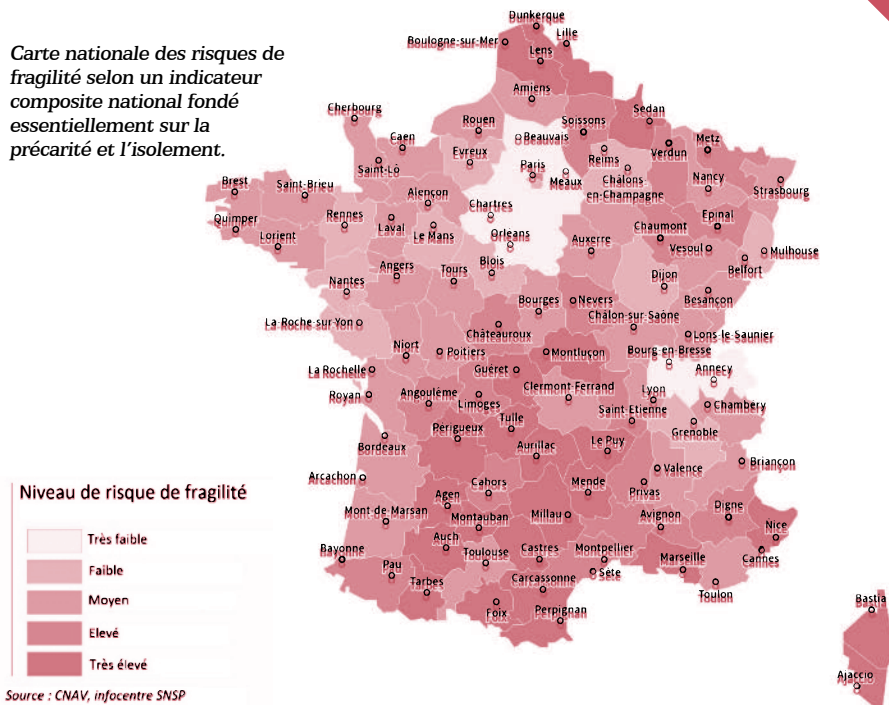 Carte nationale des risques de
fragilité selon un indicateur
composite national fondé
essentiellement sur la
précarité et l'isolement.
Dunkerque
Lille
Boulogne-sur-Mer
Lens
Amiens
Cherbourg
Rouen
Beauvais
Soissons
Sedan
Caen
Evreux
Paris
Meaux
Reims
Verdun
Metz
Saint-Lô
Châlons
en-Champagne
Nancy
Strasbourg
Brest
Saint-Brieu
Alençon
Chartres
Quimper
Rennes
Laval
Le Mans
Orleans
Chaumont
Epinal
Lorient
Auxerre
Vesoul
Mulhouse
Belfort
Angers
Tours
Blois
Dijon
Nantes
Besançon
Bourges
Nevers
La-Roche-sur-Yon
Châteauroux
Châlon-sur-Saône
Lons-le-Saunier
Niort
Poitiers
Montluçon
Bourg-en-Bresse
La Rochelle
Guéret
Annecy
Royan
Angoulême
Limoges
Clermont-Ferrand
Lyon
Chambery
Saint-Etienne
Tulle
Grenoble
Périgueux
Bordeaux
Aurillac
Le Puy
Arcachon
Valence
Briançon
Cahors
Mende
Privas
Agen
Mont-de-Marsan
Montauban
Millau
Avignon
Digne
Nice
Bayonne
Auch
Toulouse
Castres
Montpellier
Marseille
Cannes
Pau
Tarbes
Carcassonne
Sète
Toulon
Foix
Perpignan
Bastia
Ajaccio
Niveau de risque de fragilité
Très faible
Faible
Moyen
Elevé
Très élevé
Source : CNAV, infocentre SNSP